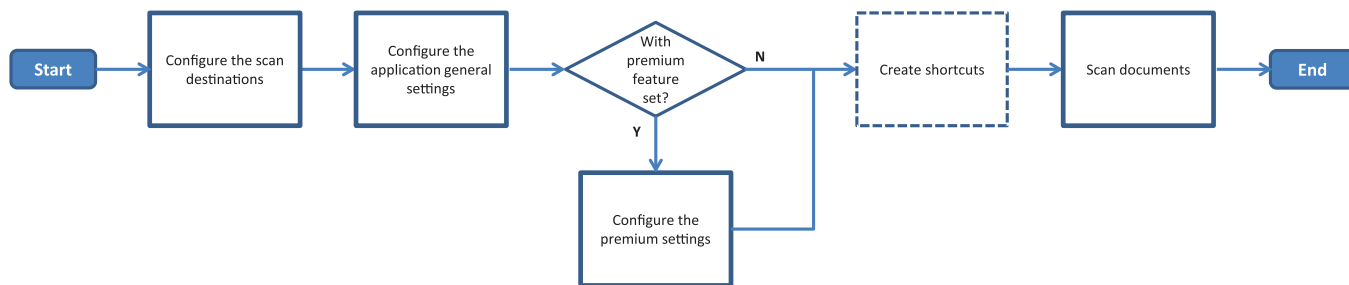 Start
Configure the scan
destinations
Configure the
application general
settings
With
premium
feature
set?
N
Y
Configure the
premium settings
Create shortcuts
Scan documents
End